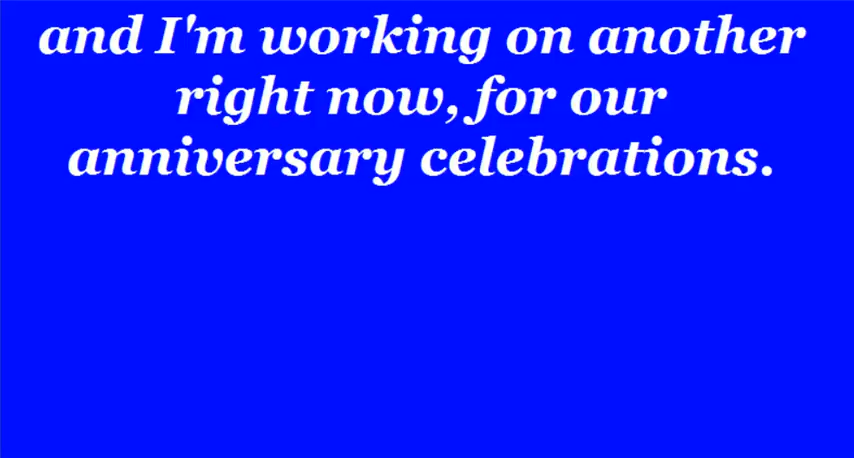 and I'm working on another
right now, for our
anniversary celebrations.